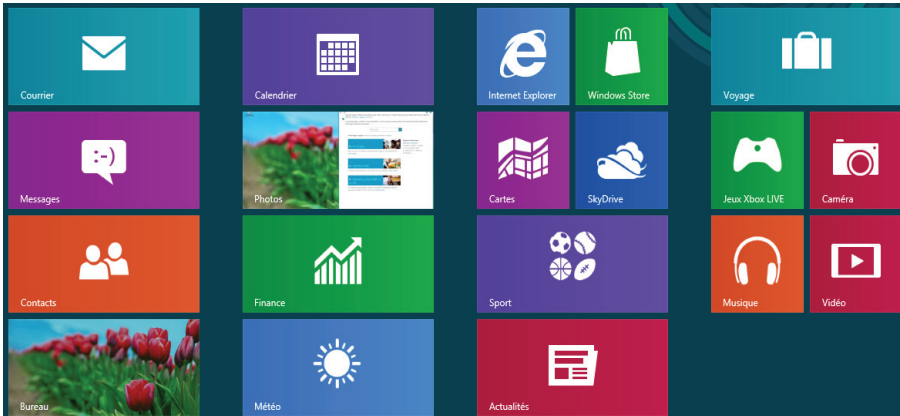 Courrier
Calendrier
Internet Explorer
Windows Store
Voyage
Messages
Photos
Cartes
SkyDrive
Jeux Xbox LIVE
Caméra
Contacts
Finance
Sport
Musique
Vidéo
Bureau
Météo
Actualités